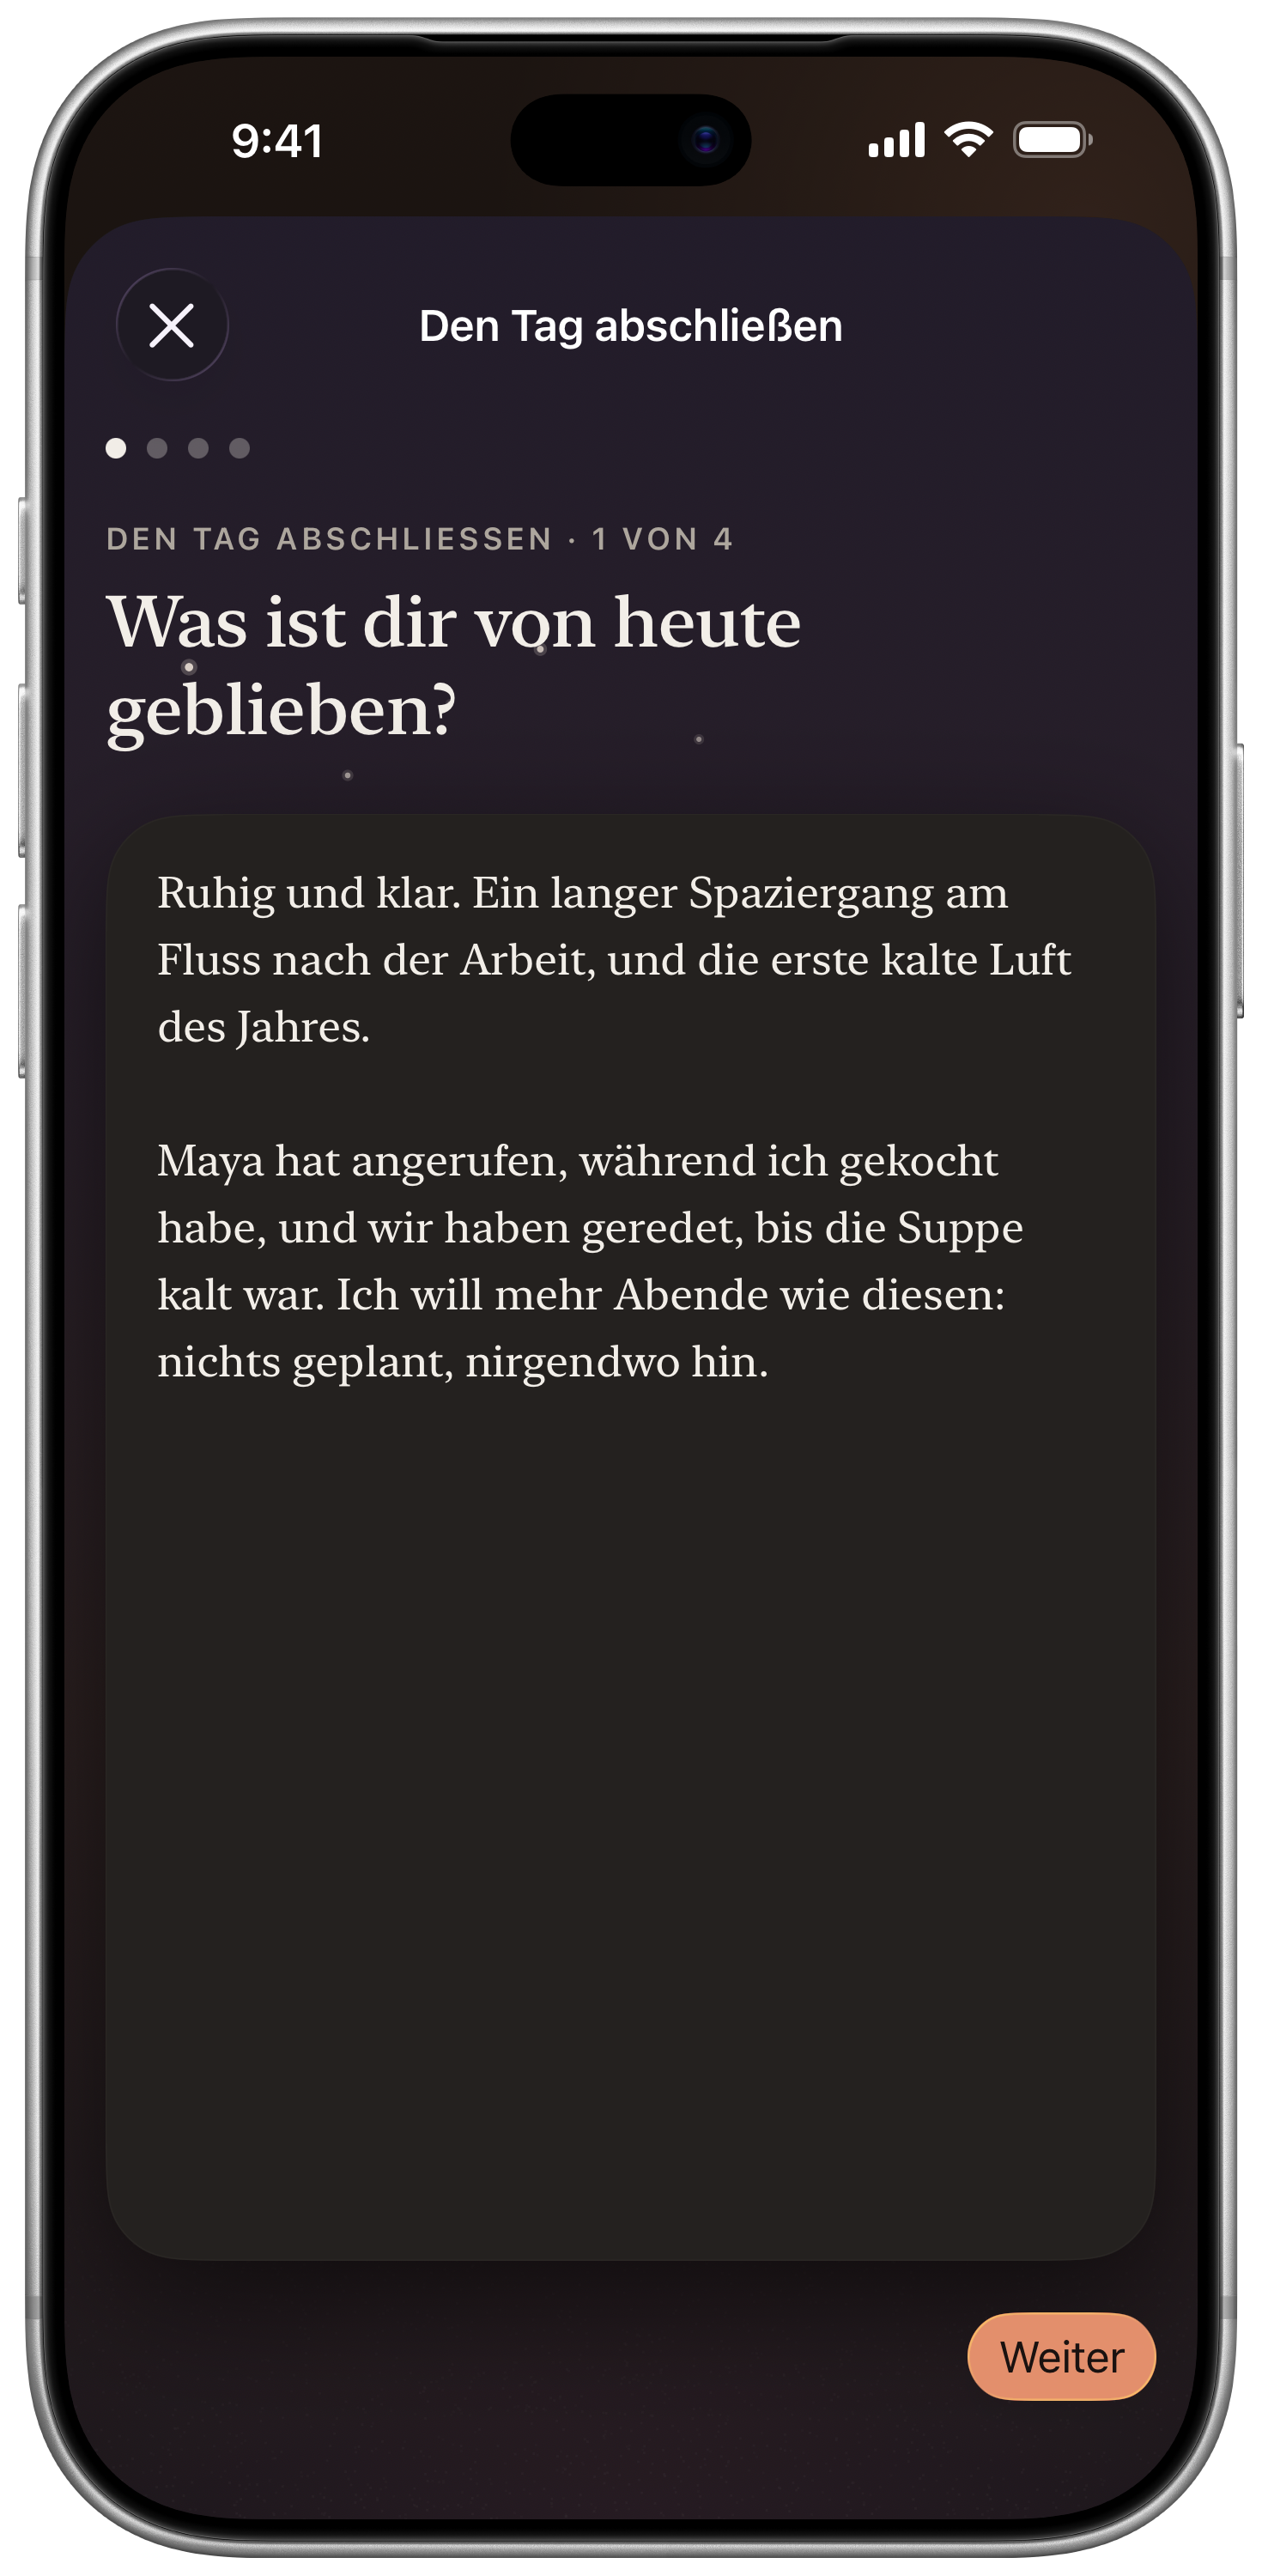 9:41
Den Tag abschließen
DEN TAG ABSCHLIESSEN · 1 VON 4
Was ist dir von heute
geblieben?
Ruhig und klar. Ein langer Spaziergang am
Fluss nach der Arbeit, und die erste kalte Luft
des Jahres.
Maya hat angerufen, während ich gekocht
habe, und wir haben geredet, bis die Suppe
kalt war. Ich will mehr Abende wie diesen:
nichts geplant, nirgendwo hin.
Weiter